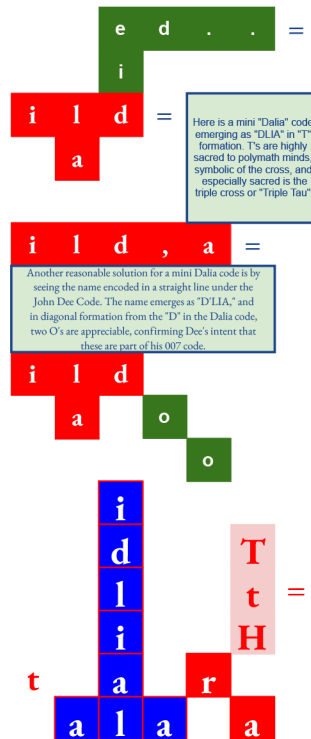 e d . . =
i
i l d =
a
Here is a mini "Dalia" code
emerging as "DLIA" in "T"
formation. T's are highly
sacred to polymath minds,
symbolic of the cross, and
especially sacred is the
triple cross or "Triple Tau"
i l d , a =
Another reasonable solution for a mini Dalia code is by
seeing the name encoded in a straight line under the
John Dee Code. The name emerges as "D'LIA," and
in diagonal formation from the "D" in the Dalia code,
two O's are appreciable, confirming Dee's intent that
these are part of his 007 code.
i l d
a o
o
i
d T
l t =
i H
t a r
a l a a